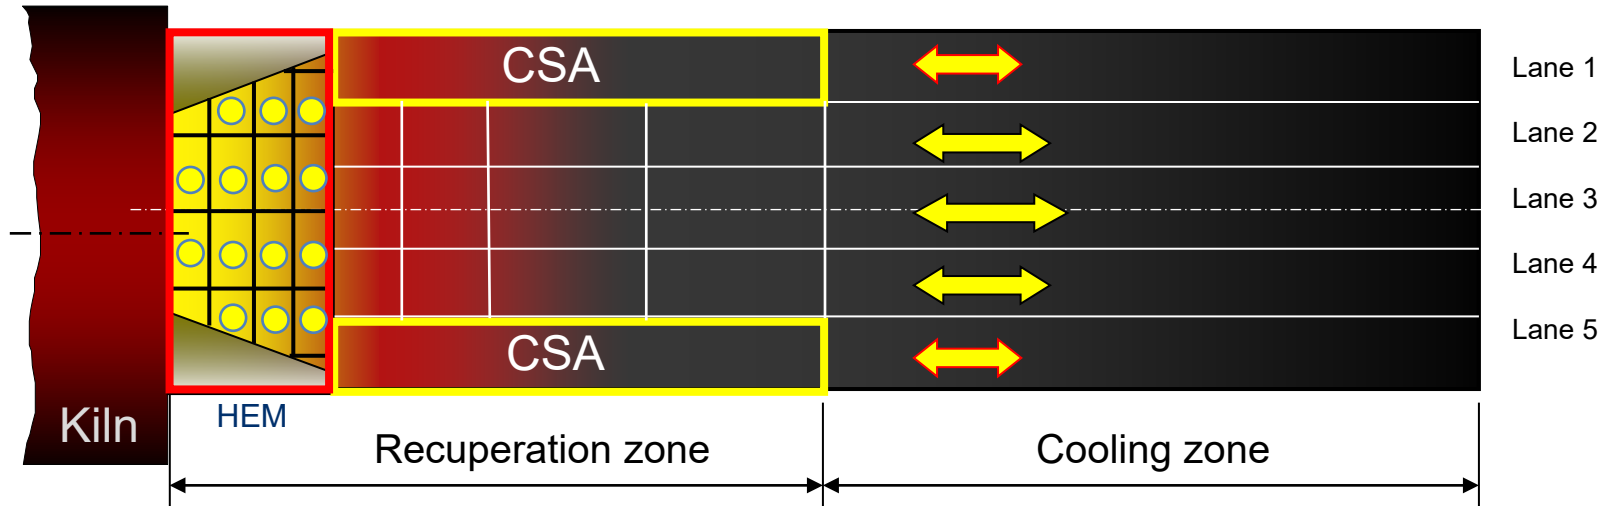 CSA
Lane 1
Lane 2
Lane 3
Lane 4
CSA
Lane 5
Kiln
HEM
Recuperation zone
Cooling zone